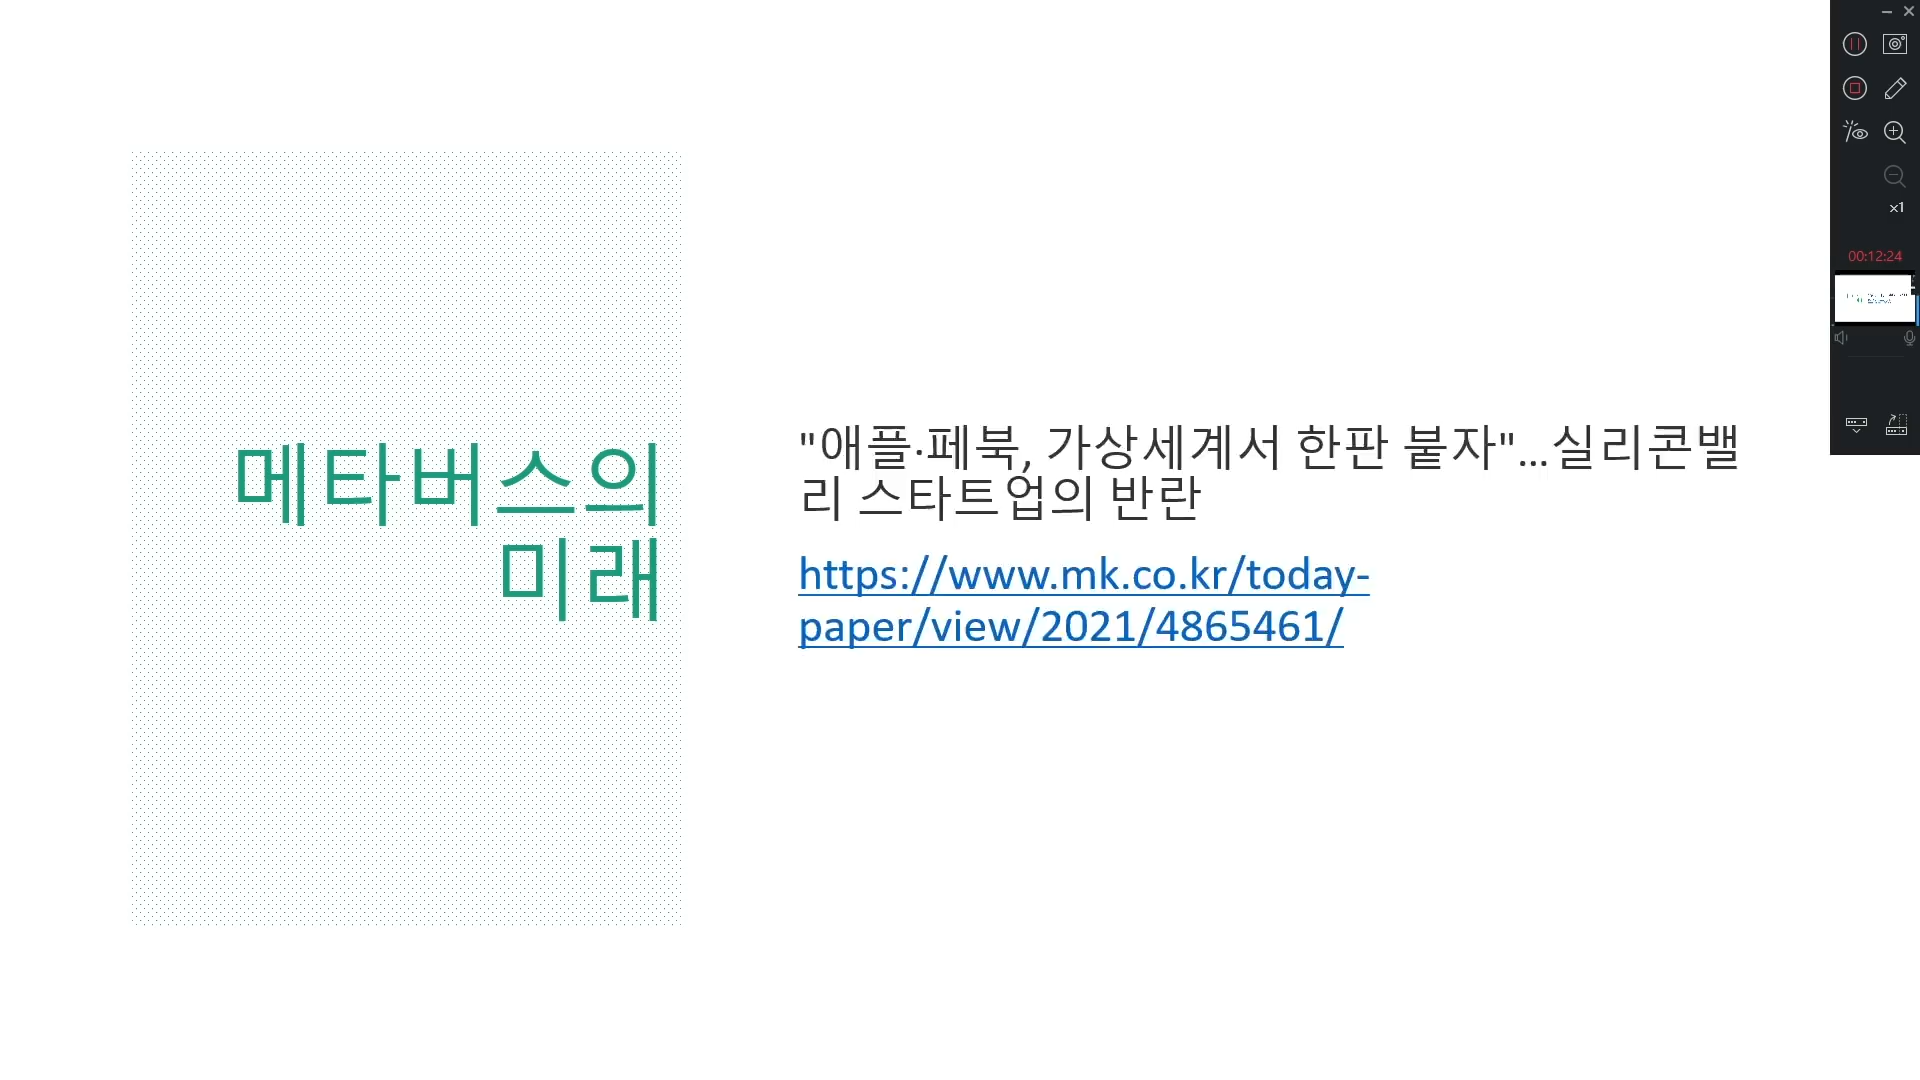 메타버스의
미래
"애플·페북, 가상세계서 한판 붙자"...실리콘밸
리 스타트업의 반란
https://www.mk.co.kr/today-
paper/view/2021/4865461/
x1
00:12:24